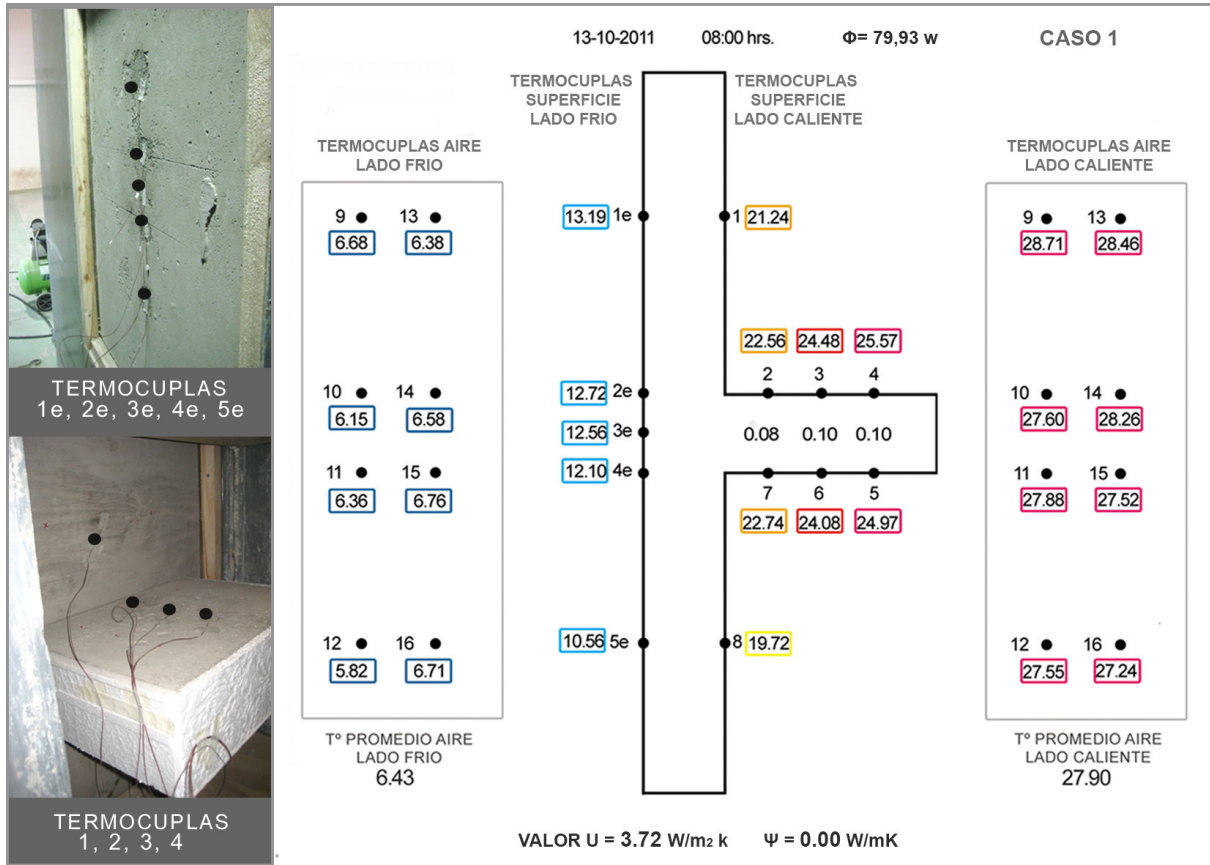 13-10-2011 08:00 hrs. Φ= 79,93 w CASO 1
TERMOCUPLAS
SUPERFICIE
LADO FRIO
TERMOCUPLAS
SUPERFICIE
LADO CALIENTE
TERMOCUPLAS AIRE
LADO FRIO
9 13
6.68 6.38
10 14
6.15 6.58
11 15
6.36 6.76
12 16
5.82 6.71
Tº PROMEDIO AIRE
LADO FRIO
6.43
13.19 1e
12.72 2e
12.56 3e
12.10 4e
10.56 5e
1 21.24
22.56 24.48 25.57
2 3 4
0.08 0.10 0.10
7 6 5
22.74 24.08 24.97
8 19.72
TERMOCUPLAS AIRE
LADO CALIENTE
9 13
28.71 28.46
10 14
27.60 28.26
11 15
27.88 27.52
12 16
27.55 27.24
Tº PROMEDIO AIRE
LADO CALIENTE
27.90
TERMOCUPLAS
1e, 2e, 3e, 4e, 5e
TERMOCUPLAS
1, 2, 3, 4
VALOR U = 3.72 W/m2 k Ψ = 0.00 W/mK